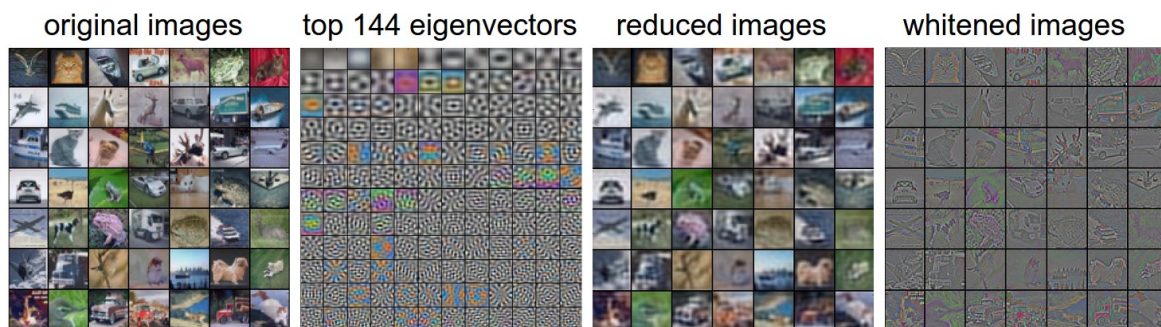 original images
top 144 eigenvectors
reduced images
whitened images